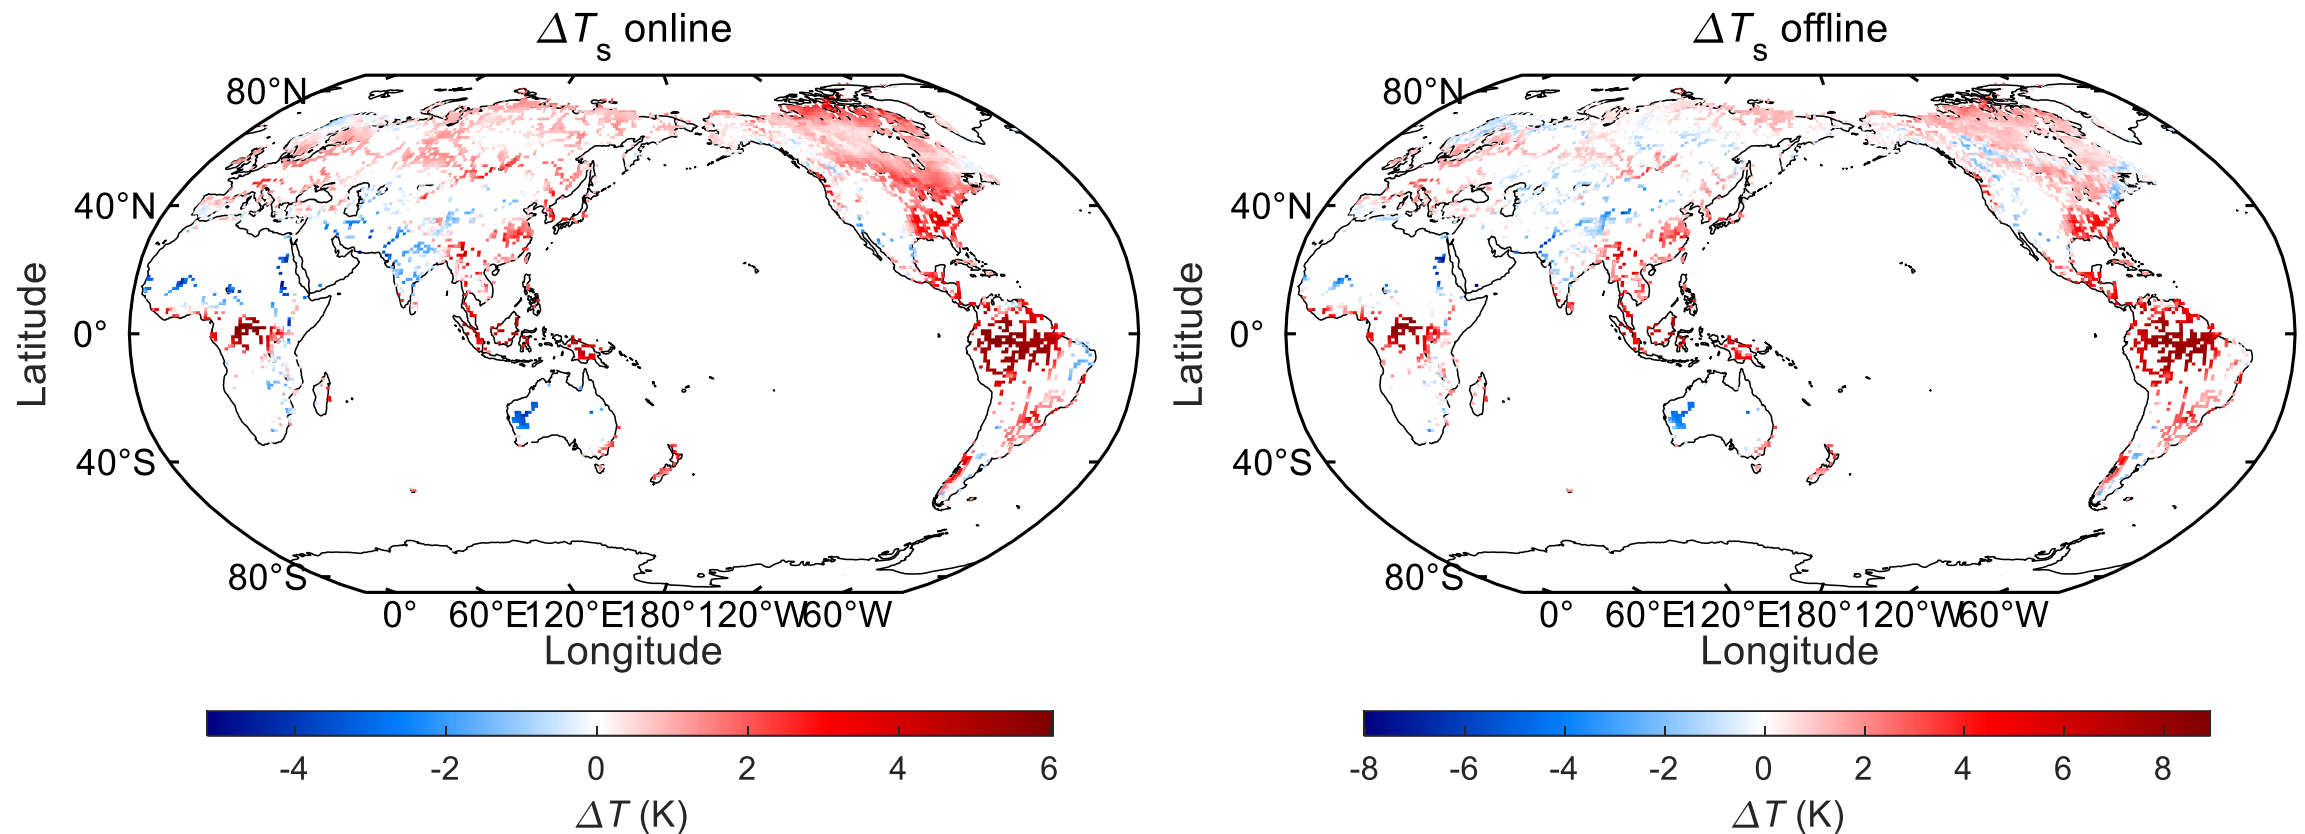 ΔTs online
80°N
40°N
0°
40°S
80°S
Latitude
0° 60°E 120°E 180° 120°W 60°W
Longitude
-4 -2 0 2 4 6
ΔT (K)
ΔTs offline
80°N
40°N
0°
40°S
80°S
Latitude
0° 60°E 120°E 180° 120°W 60°W
Longitude
-8 -6 -4 -2 0 2 4 6 8
ΔT (K)